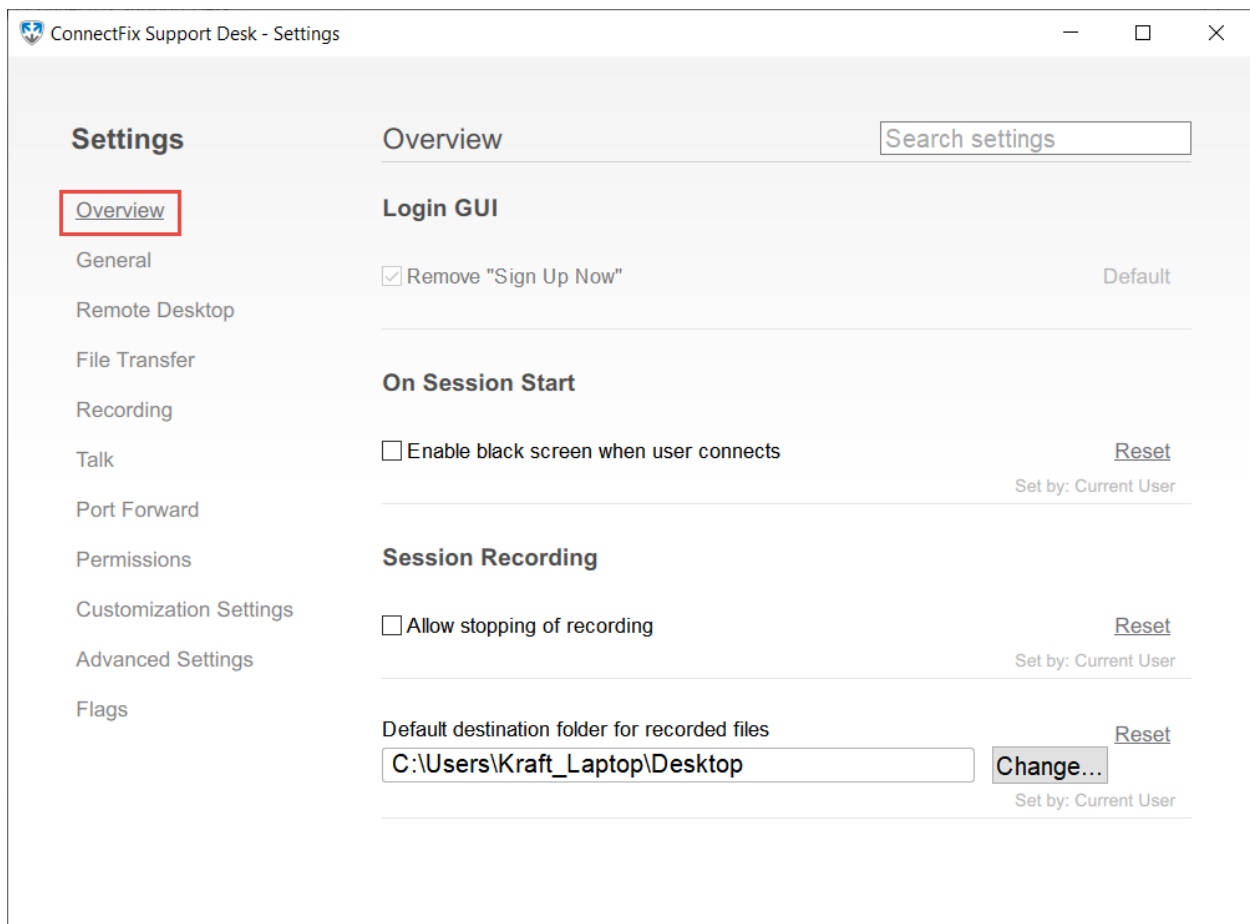 ConnectFix Support Desk - Settings
Settings
Overview
General
Remote Desktop
File Transfer
Recording
Talk
Port Forward
Permissions
Customization Settings
Advanced Settings
Flags
Overview
Search settings
Login GUI
Remove "Sign Up Now"
Default
On Session Start
Enable black screen when user connects
Reset
Set by: Current User
Session Recording
Allow stopping of recording
Reset
Set by: Current User
Default destination folder for recorded files
Reset
C:\Users\Kraft_Laptop\Desktop
Change...
Set by: Current User